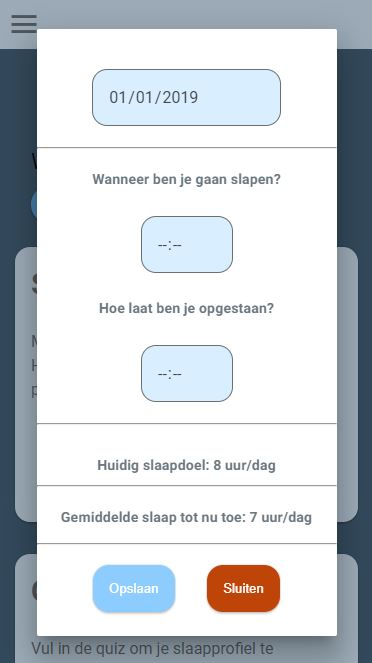 01/01/2019
Wanneer ben je gaan slapen?
--:--
Hoe laat ben je opgestaan?
--:--
Huidig slaapdoel: 8 uur/dag
Gemiddelde slaap tot nu toe: 7 uur/dag
Opslaan
Sluiten
Vul in de quiz om je slaapprofiel te